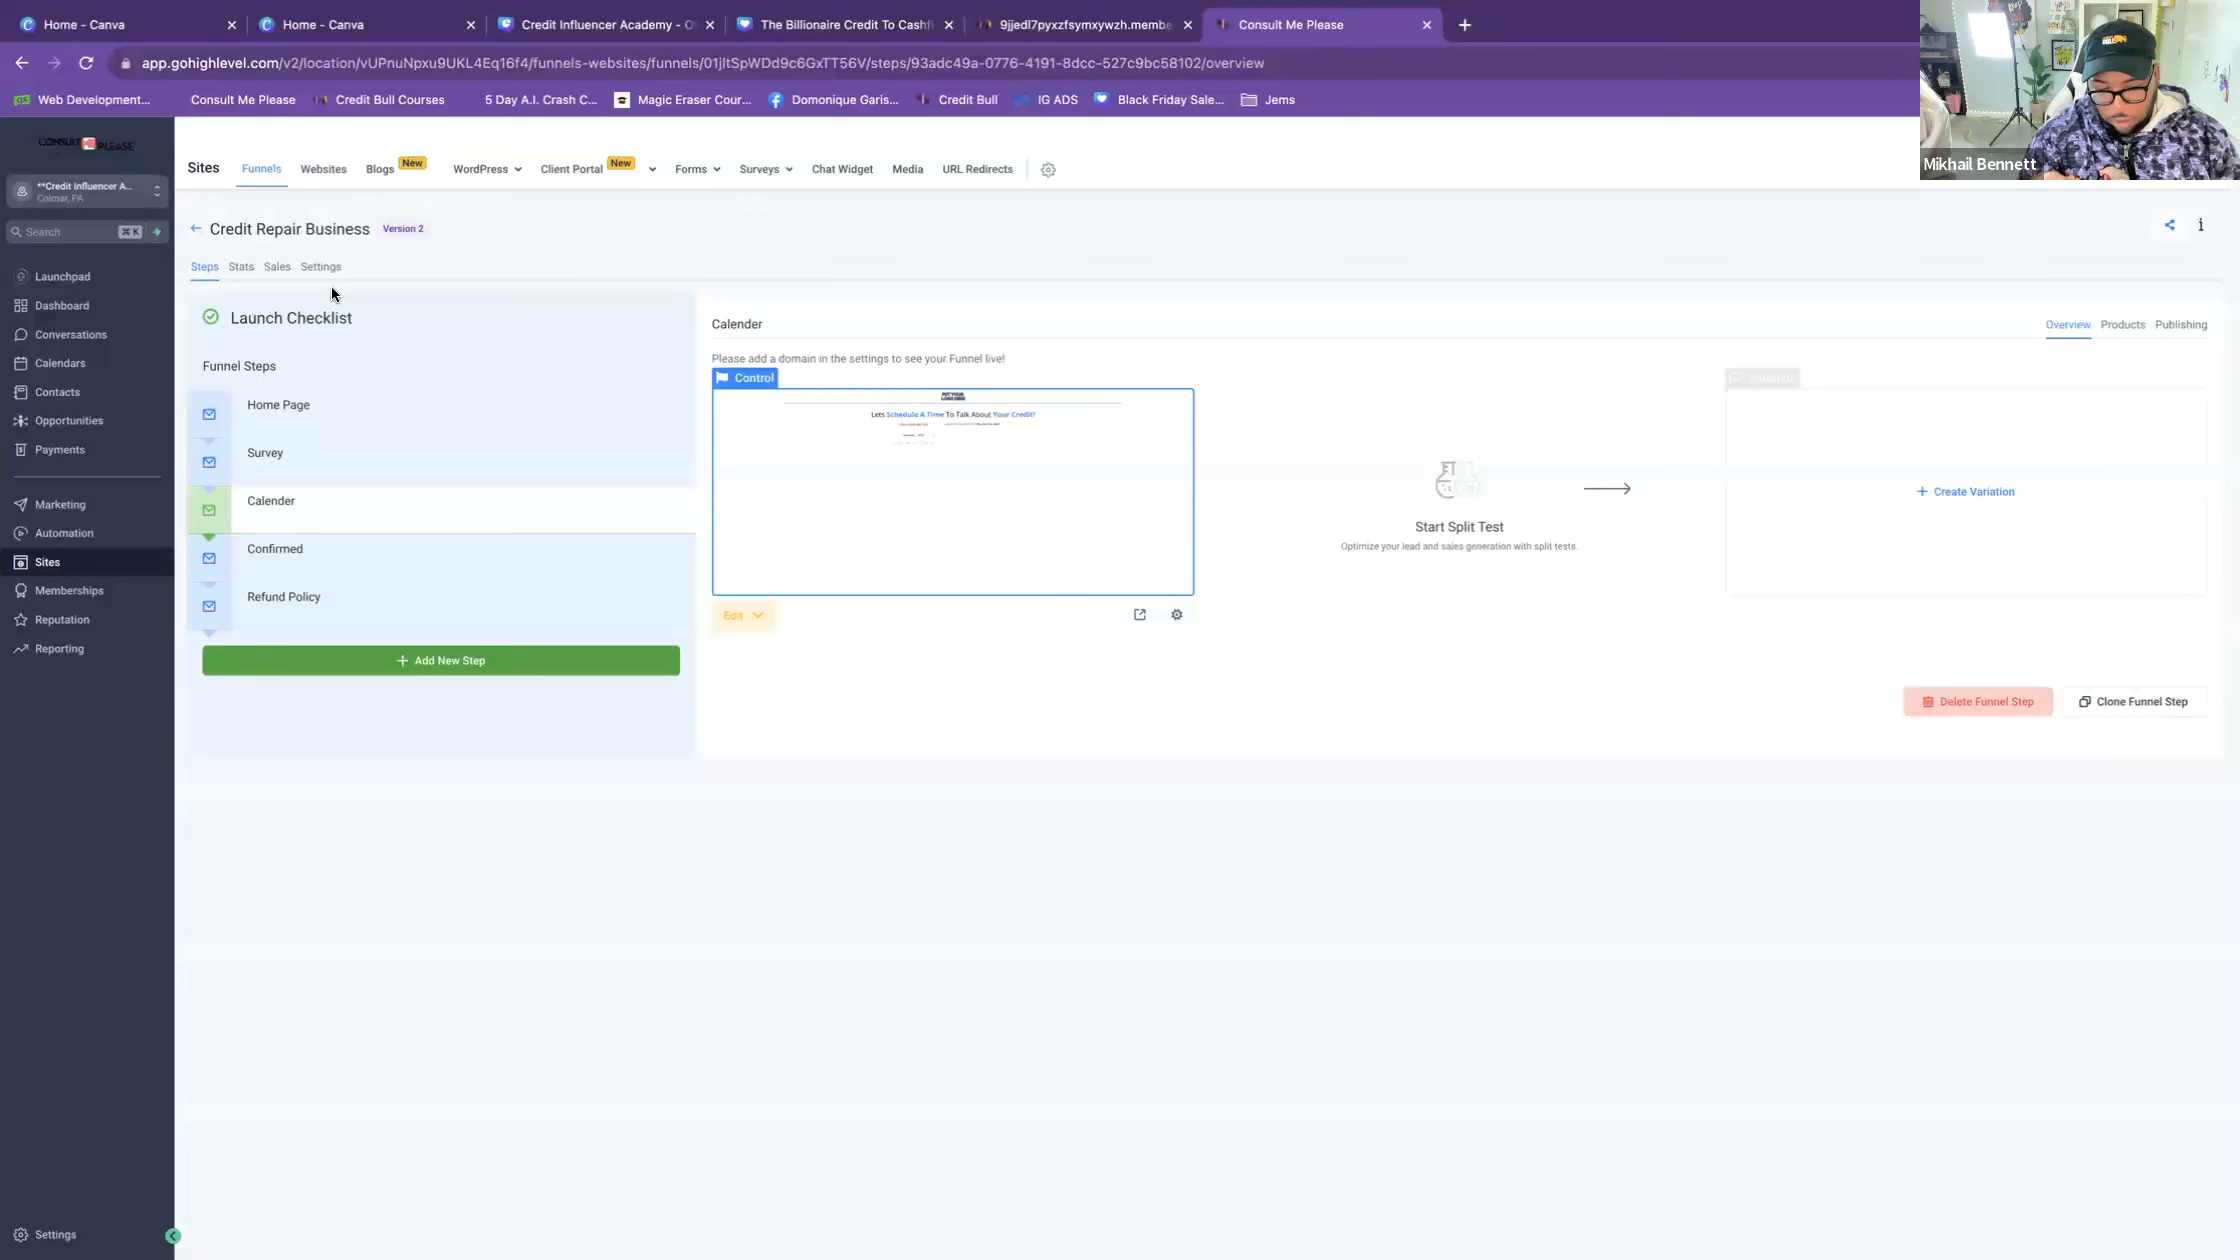 Home - Canva
Home - Canva
Credit Influencer Academy - O
The Billionaire Credit To Cashfl
9jjedl7pyxzfsymxywzh.membe
Consult Me Please
app.gohighlevel.com/v2/location/vUPnuNpxu9UKL4Eq16f4/funnels-websites/funnels/01jltSpWDd9c6GxTT56V/steps/93adc49a-0776-4191-8dcc-527c9bc58102/overview
Web Development...
Consult Me Please
Credit Bull Courses
5 Day A.I. Crash C...
Magic Eraser Cour...
Domonique Garis...
Credit Bull
IG ADS
Black Friday Sale...
Jems
Mikhail Bennett
CONSULT ME PLEASE
**Credit Influencer A...
Colmar, PA
Search
⌘ K
Launchpad
Dashboard
Conversations
Calendars
Contacts
Opportunities
Payments
Marketing
Automation
Sites
Memberships
Reputation
Reporting
Settings
Sites
Funnels
Websites
Blogs New
WordPress
Client Portal New
Forms
Surveys
Chat Widget
Media
URL Redirects
Credit Repair Business Version 2
Steps
Stats
Sales
Settings
Launch Checklist
Funnel Steps
Home Page
Survey
Calender
Confirmed
Refund Policy
+ Add New Step
Calender
Overview
Products
Publishing
Please add a domain in the settings to see your Funnel live!
Control
PUT YOUR
LOGO HERE
Lets Schedule A Time To Talk About Your Credit!
Edit
Start Split Test
Optimize your lead and sales generation with split tests.
+ Create Variation
Delete Funnel Step
Clone Funnel Step